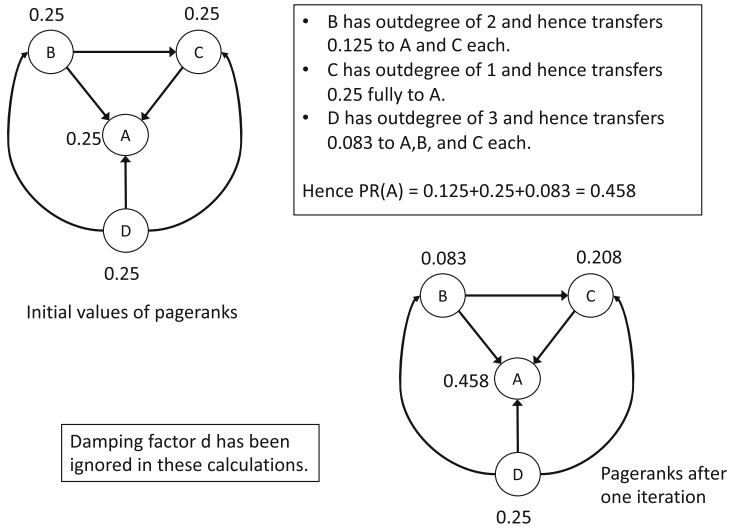 0.25
0.25
B
C
0.25
A
D
0.25
Initial values of pageranks
• B has outdegree of 2 and hence transfers
0.125 to A and C each.
• C has outdegree of 1 and hence transfers
0.25 fully to A.
• D has outdegree of 3 and hence transfers
0.083 to A,B, and C each.
Hence PR(A) = 0.125+0.25+0.083 = 0.458
0.083
0.208
B
C
0.458
A
D
0.25
Pageranks after
one iteration
Damping factor d has been
ignored in these calculations.